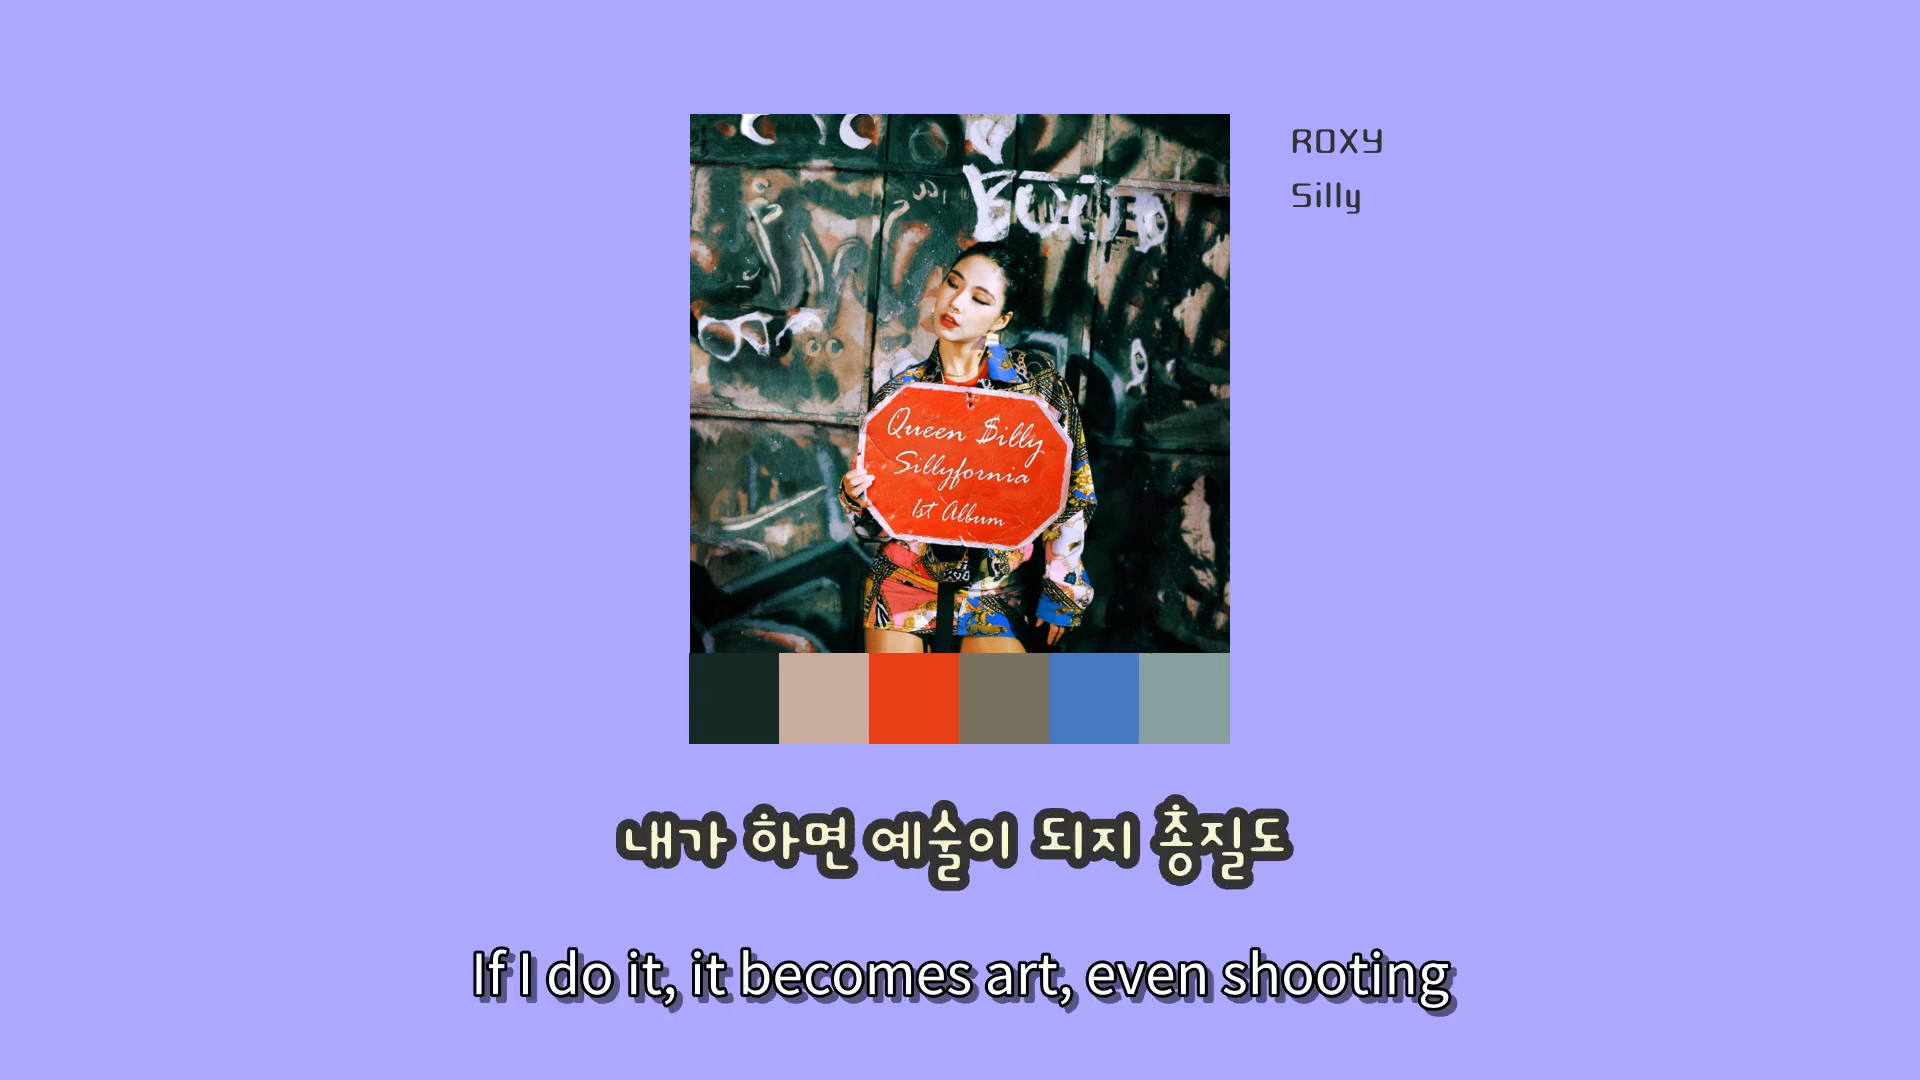 ROXY
Silly
Queen $illy
Sillyfornia
1st Album
내가 하면 예술이 되지 총질도
If I do it, it becomes art, even shooting